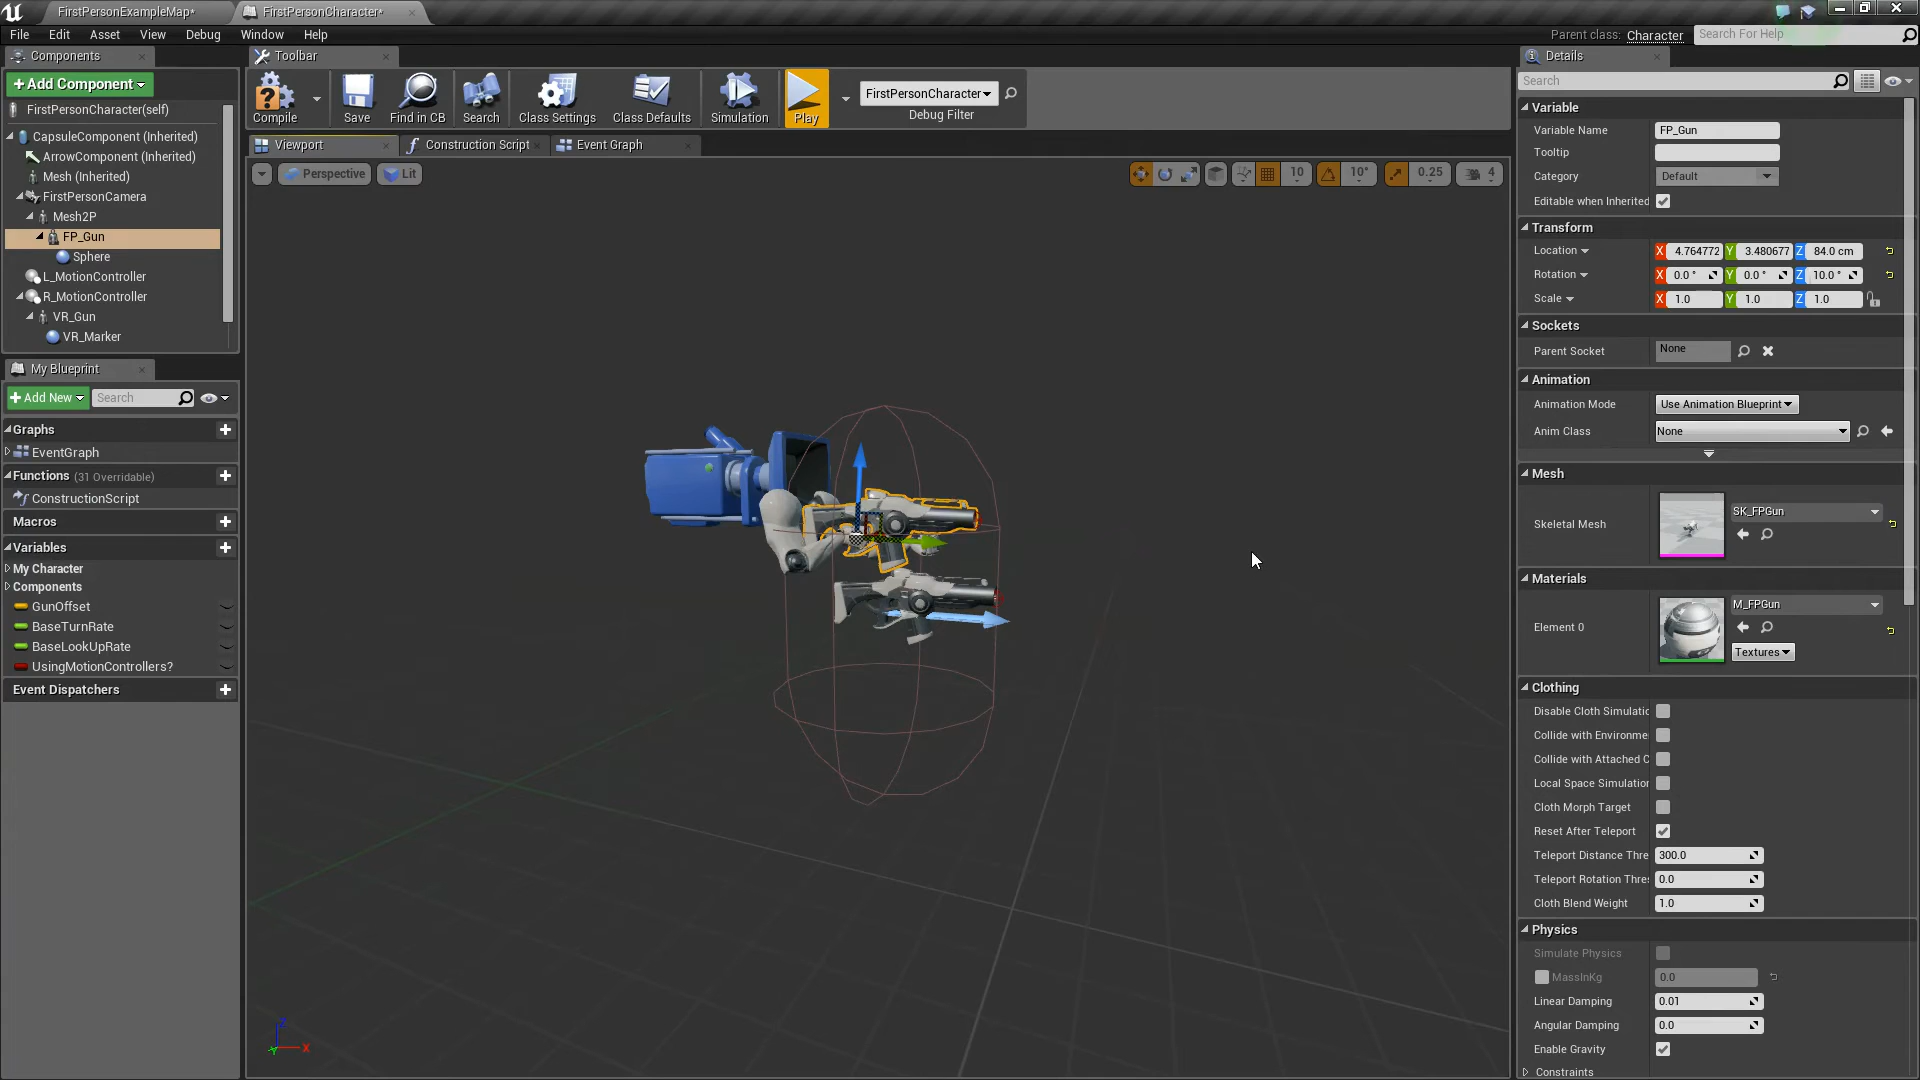 FirstPersonExampleMap*
FirstPersonCharacter*
File Edit Asset View Debug Window Help
Parent class: Character
Search For Help
Components
Toolbar
Details
+Add Component
Search
FirstPersonCharacter(self)
CapsuleComponent (Inherited)
ArrowComponent (Inherited)
Mesh (Inherited)
FirstPersonCamera
Mesh2P
FP_Gun
Sphere
L_MotionController
R_MotionController
VR_Gun
VR_Marker
Compile
Save
Find in CB
Search
Class Settings
Class Defaults
Simulation
Play
FirstPersonCharacter
Debug Filter
Viewport
Construction Script
Event Graph
Perspective
Lit
10
10°
0.25
4
My Blueprint
+Add New
Search
Graphs
EventGraph
Functions (31 Overridable)
ConstructionScript
Macros
Variables
My Character
Components
GunOffset
BaseTurnRate
BaseLookUpRate
UsingMotionControllers?
Event Dispatchers
Z
Y
X
Variable
Variable Name FP_Gun
Tooltip
Category Default
Editable when Inherited
Transform
Location X 4.764772 Y 3.480677 Z 84.0 cm
Rotation X 0.0 ° Y 0.0 ° Z 10.0 °
Scale X 1.0 Y 1.0 Z 1.0
Sockets
Parent Socket None
Animation
Animation Mode Use Animation Blueprint
Anim Class None
Mesh
Skeletal Mesh SK_FPGun
Materials
Element 0 M_FPGun
Textures
Clothing
Disable Cloth Simulatic
Collide with Environme
Collide with Attached C
Local Space Simulation
Cloth Morph Target
Reset After Teleport
Teleport Distance Thre 300.0
Teleport Rotation Thre: 0.0
Cloth Blend Weight 1.0
Physics
Simulate Physics
MassInKg 0.0
Linear Damping 0.01
Angular Damping 0.0
Enable Gravity
Constraints